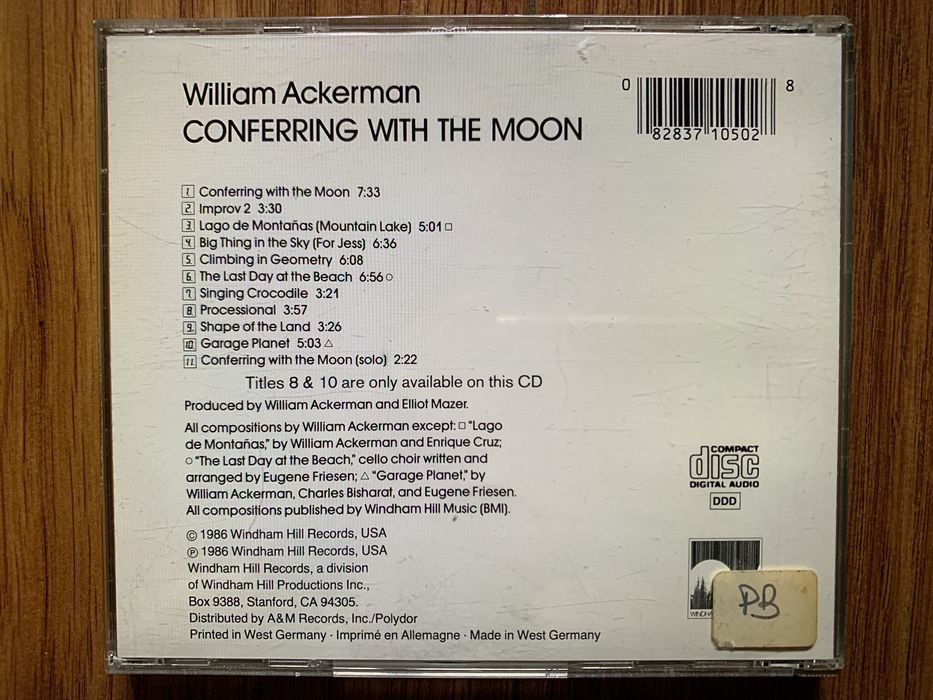 William Ackerman
CONFERRING WITH THE MOON
0 82837 10502 8
1 Conferring with the Moon 7:33
2 Improv 2 3:30
3 Lago de Montañas (Mountain Lake) 5:01 □
4 Big Thing in the Sky (For Jess) 6:36
5 Climbing in Geometry 6:08
6 The Last Day at the Beach 6:56 ○
7 Singing Crocodile 3:21
8 Processional 3:57
9 Shape of the Land 3:26
10 Garage Planet 5:03 △
11 Conferring with the Moon (solo) 2:22
Titles 8 & 10 are only available on this CD
Produced by William Ackerman and Elliot Mazer.
All compositions by William Ackerman except: □ "Lago
de Montañas," by William Ackerman and Enrique Cruz;
○ "The Last Day at the Beach," cello choir written and
arranged by Eugene Friesen; △ "Garage Planet," by
William Ackerman, Charles Bisharat, and Eugene Friesen.
All compositions published by Windham Hill Music (BMI).
© 1986 Windham Hill Records, USA
℗ 1986 Windham Hill Records, USA
Windham Hill Records, a division
of Windham Hill Productions Inc.,
Box 9388, Stanford, CA 94305.
Distributed by A&M Records, Inc./Polydor
Printed in West Germany · Imprimé en Allemagne · Made in West Germany
COMPACT
disc
DIGITAL AUDIO
DDD
PB